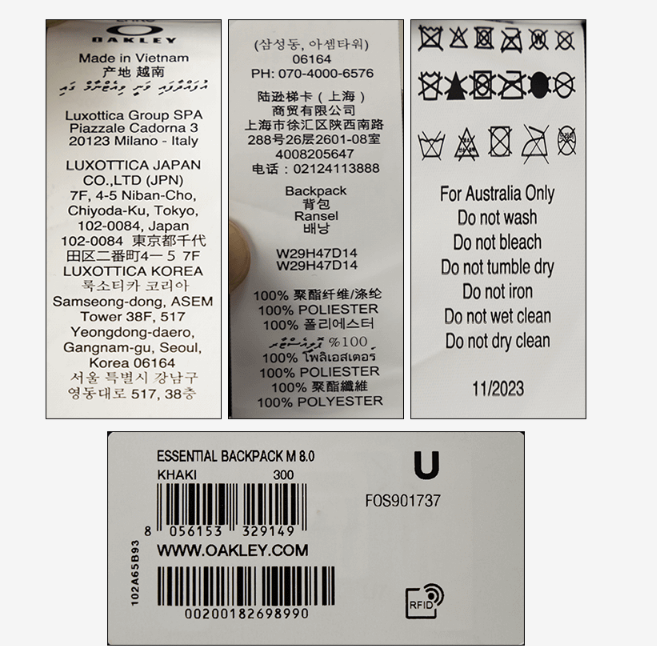 OAKLEY
Made in Vietnam
产地 越南
Luxottica Group SPA
Piazzale Cadorna 3
20123 Milano - Italy
LUXOTTICA JAPAN
CO.,LTD (JPN)
7F, 4-5 Niban-Cho,
Chiyoda-Ku, Tokyo,
102-0084, Japan
102-0084 東京都千代
田区二番町4－5 7F
LUXOTTICA KOREA
룩소티카 코리아
Samseong-dong, ASEM
Tower 38F, 517
Yeongdong-daero,
Gangnam-gu, Seoul,
Korea 06164
서울 특별시 강남구
영동대로 517, 38층
(삼성동, 아셈타워)
06164
PH: 070-4000-6576
陆逊梯卡（上海）
商贸有限公司
上海市徐汇区陕西南路
288号26层2601-08室
4008205647
电话：02124113888
Backpack
背包
Ransel
배낭
W29H47D14
W29H47D14
100% 聚酯纤维/涤纶
100% POLIESTER
100% 폴리에스터
%100
100% โพลิเอสเตอร์
100% POLIESTER
100% 聚酯纖維
100% POLYESTER
For Australia Only
Do not wash
Do not bleach
Do not tumble dry
Do not iron
Do not wet clean
Do not dry clean
11/2023
ESSENTIAL BACKPACK M 8.0
KHAKI 300
U
FOS901737
8 056153 329149
WWW.OAKLEY.COM
102A65B93
00200182698990
RFID